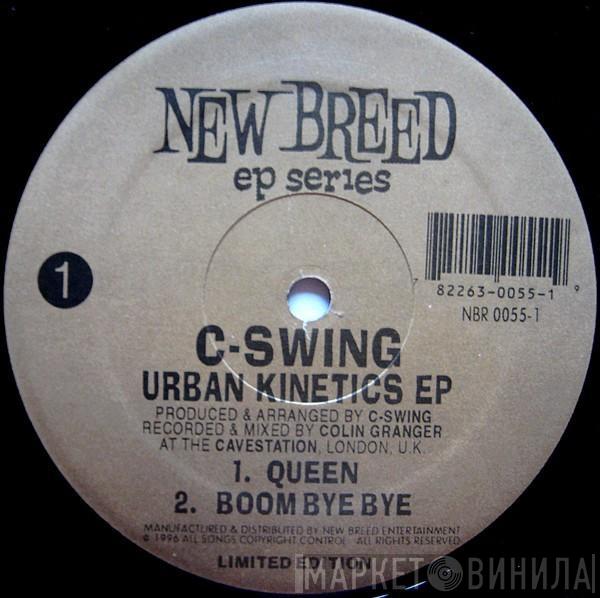 NEW BREED
ep series
1
7 82263-0055-1 9
NBR 0055-1
C-SWING
URBAN KINETICS EP
PRODUCED & ARRANGED BY C-SWING
RECORDED & MIXED BY COLIN GRANGER
AT THE CAVESTATION, LONDON, U.K.
1. QUEEN
2. BOOM BYE BYE
MANUFACTURED & DISTRIBUTED BY NEW BREED ENTERTAINMENT
© 1996 ALL SONGS COPYRIGHT CONTROL. ALL RIGHTS RESERVED.
LIMITED EDITION
МАРКЕТ ВИНИЛА